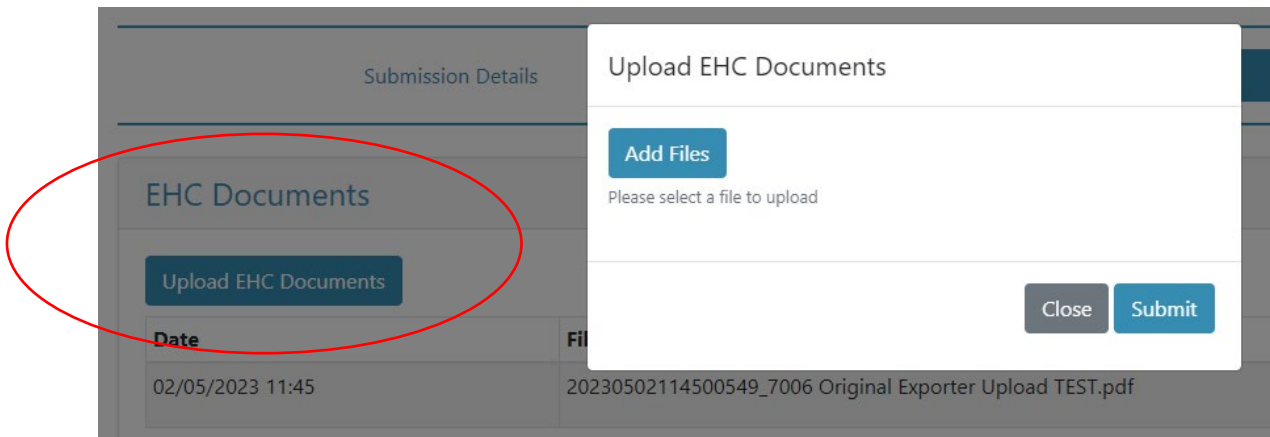 Submission Details
Upload EHC Documents
Add Files
Please select a file to upload
Close
Submit
EHC Documents
Upload EHC Documents
Date
Fil
02/05/2023 11:45
20230502114500549_7006 Original Exporter Upload TEST.pdf